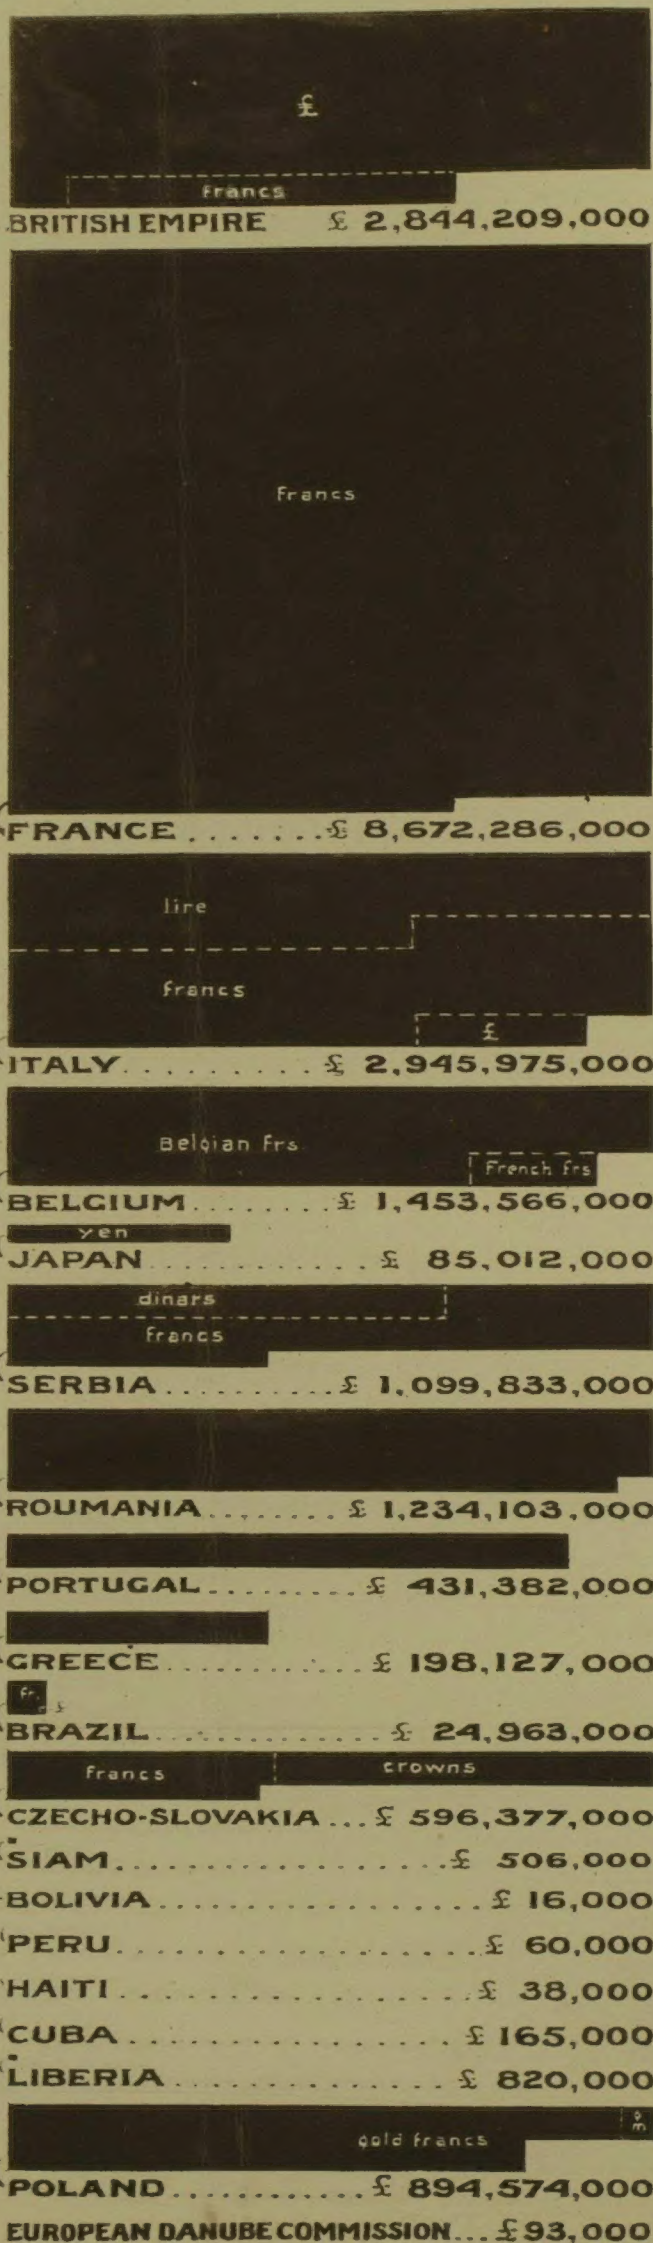 £
Francs
BRITISH EMPIRE £ 2,844,209,000
Francs
FRANCE.......£ 8,672,286,000
lire
Francs
£
ITALY..........£ 2,945,975,000
Belgian Frs.
French frs
BELGIUM........£ 1,453,566,000
yen
JAPAN............£ 85,012,000
dinars
Francs
SERBIA..........£ 1,099,833,000
ROUMANIA........£ 1,234,103,000
PORTUGAL.........£ 431,382,000
GREECE...........£ 198,127,000
Fr.
£
BRAZIL............£ 24,963,000
Francs crowns
CZECHO-SLOVAKIA...£ 596,377,000
SIAM..................£ 506,000
BOLIVIA................£ 16,000
PERU...................£ 60,000
HAITI..................£ 38,000
CUBA.................£ 165,000
LIBERIA..............£ 820,000
gold francs
POLAND............£ 894,574,000
EUROPEAN DANUBE COMMISSION...£ 93,000